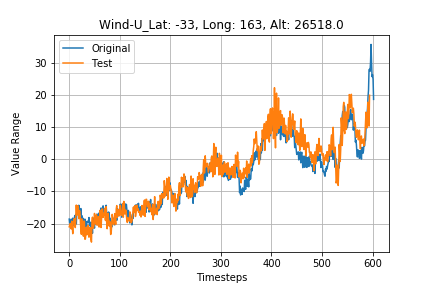 Wind-U_Lat: -33, Long: 163, Alt: 26518.0
Original
Test
Value Range
30
20
10
0
−10
−20
0 100 200 300 400 500 600
Timesteps